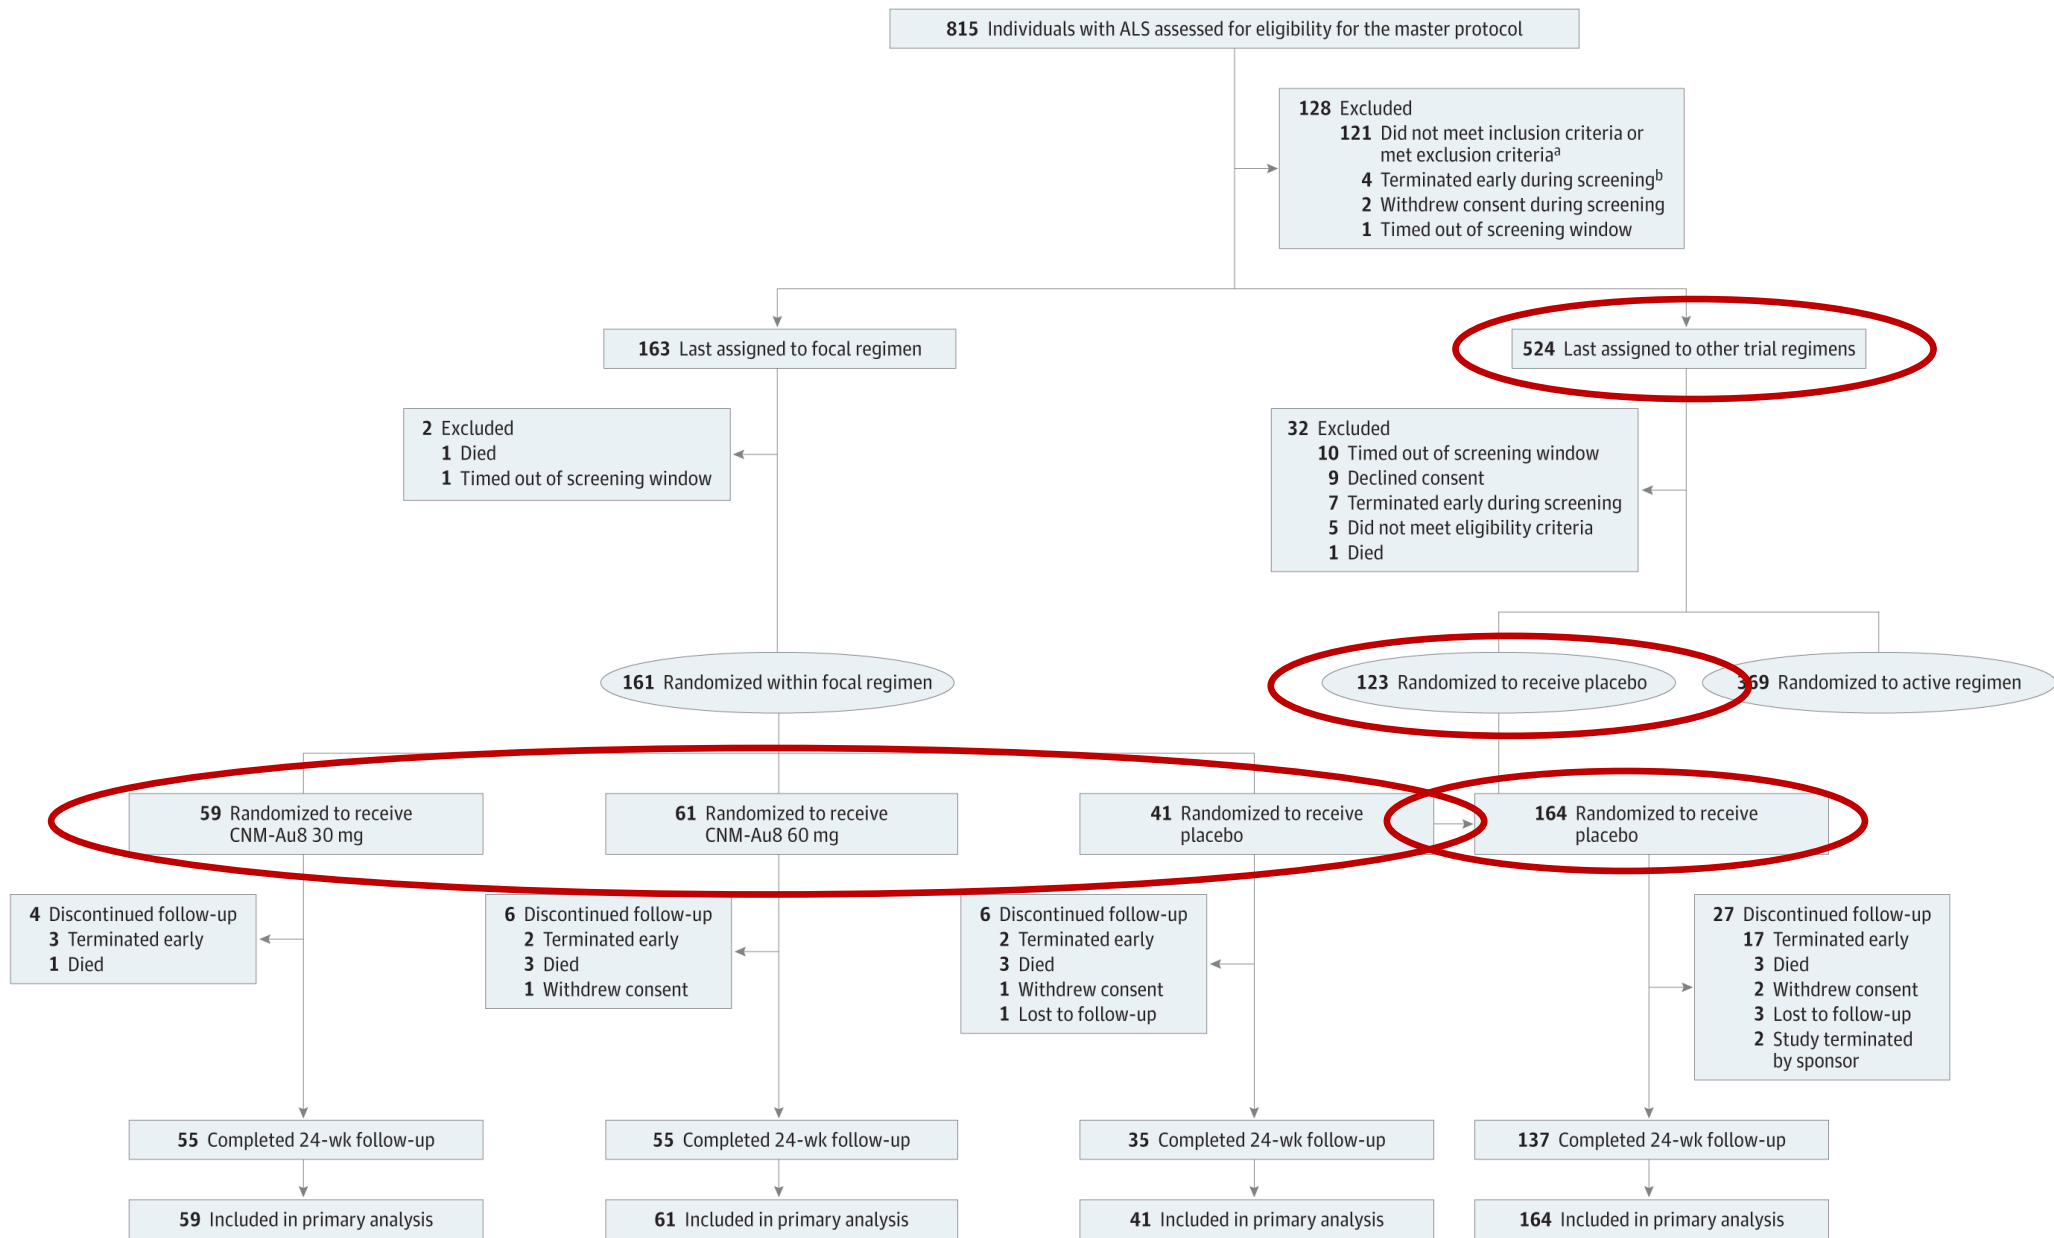 815 Individuals with ALS assessed for eligibility for the master protocol
128 Excluded
121 Did not meet inclusion criteria or
met exclusion criteriaa
4 Terminated early during screeningb
2 Withdrew consent during screening
1 Timed out of screening window
163 Last assigned to focal regimen
524 Last assigned to other trial regimens
2 Excluded
1 Died
1 Timed out of screening window
32 Excluded
10 Timed out of screening window
9 Declined consent
7 Terminated early during screening
5 Did not meet eligibility criteria
1 Died
161 Randomized within focal regimen
123 Randomized to receive placebo
369 Randomized to active regimen
59 Randomized to receive
CNM-Au8 30 mg
61 Randomized to receive
CNM-Au8 60 mg
41 Randomized to receive
placebo
164 Randomized to receive
placebo
4 Discontinued follow-up
3 Terminated early
1 Died
6 Discontinued follow-up
2 Terminated early
3 Died
1 Withdrew consent
6 Discontinued follow-up
2 Terminated early
3 Died
1 Withdrew consent
1 Lost to follow-up
27 Discontinued follow-up
17 Terminated early
3 Died
2 Withdrew consent
3 Lost to follow-up
2 Study terminated
by sponsor
55 Completed 24-wk follow-up
55 Completed 24-wk follow-up
35 Completed 24-wk follow-up
137 Completed 24-wk follow-up
59 Included in primary analysis
61 Included in primary analysis
41 Included in primary analysis
164 Included in primary analysis